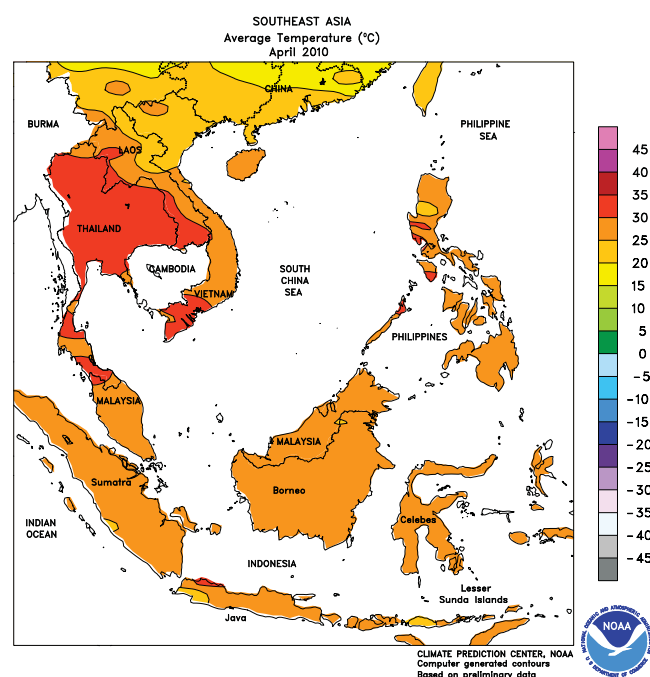 SOUTHEAST ASIA
Average Temperature (°C)
April 2010
CHINA
BURMA
PHILIPPINE
SEA
LAOS
THAILAND
CAMBODIA
SOUTH
CHINA
SEA
VIETNAM
PHILIPPINES
MALAYSIA
MALAYSIA
Sumatra
Borneo
INDIAN
OCEAN
Celebes
INDONESIA
Lesser
Sunda Islands
Java
45
40
35
30
25
20
15
10
5
0
-5
-10
-15
-20
-25
-30
-35
-40
-45
NOAA
CLIMATE PREDICTION CENTER, NOAA
Computer generated contours
Based on preliminary data